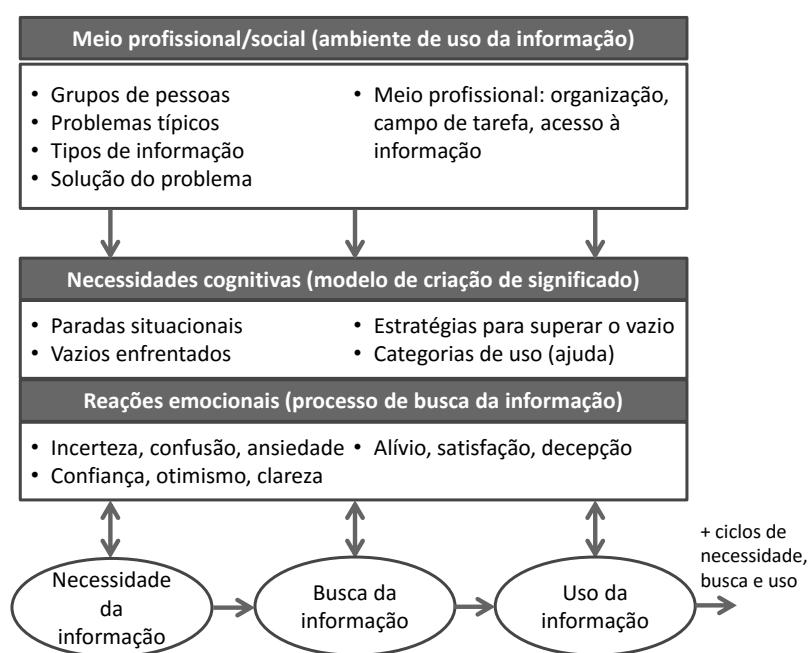 Meio profissional/social (ambiente de uso da informação)
• Grupos de pessoas
• Problemas típicos
• Tipos de informação
• Solução do problema
• Meio profissional: organização,
campo de tarefa, acesso à
informação
Necessidades cognitivas (modelo de criação de significado)
• Paradas situacionais
• Vazios enfrentados
• Estratégias para superar o vazio
• Categorias de uso (ajuda)
Reações emocionais (processo de busca da informação)
• Incerteza, confusão, ansiedade
• Confiança, otimismo, clareza
• Alívio, satisfação, decepção
Necessidade
da
informação
Busca da
informação
Uso da
informação
+ ciclos de
necessidade,
busca e uso